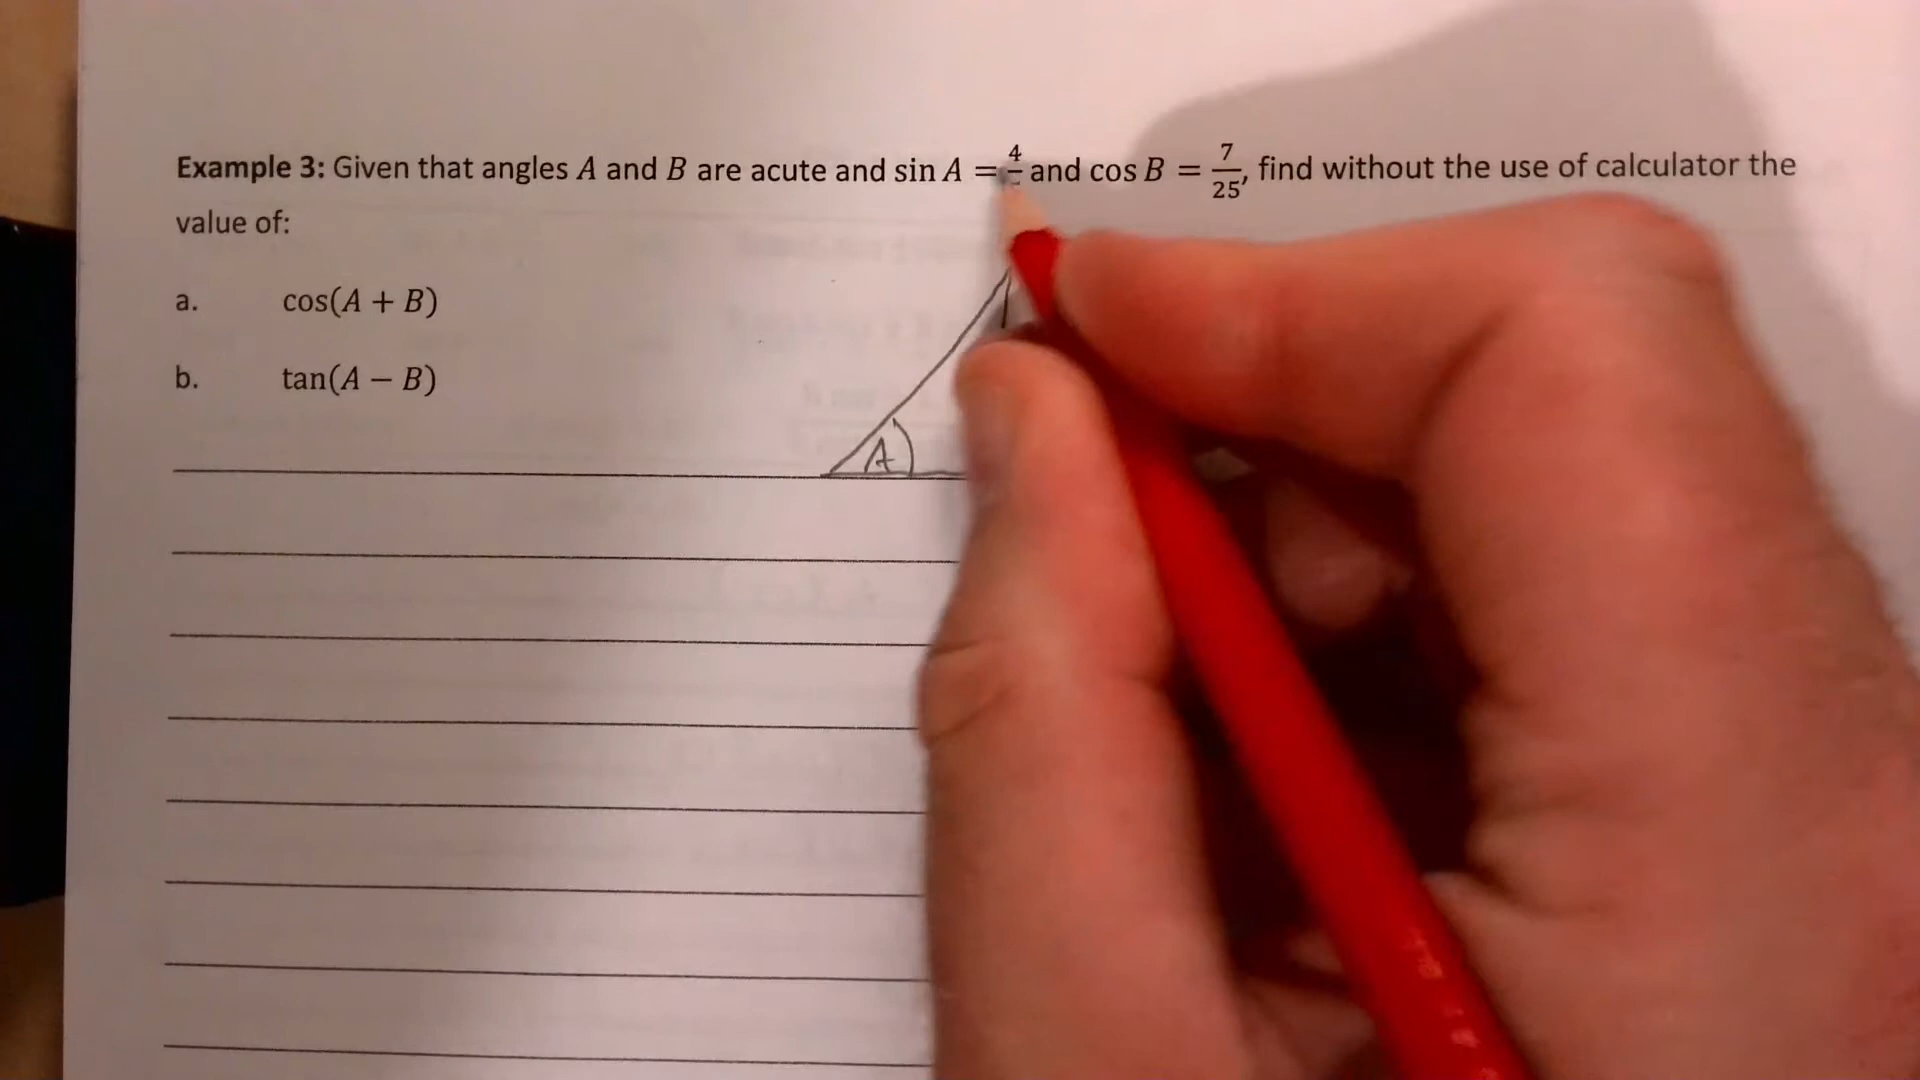 Example 3: Given that angles A and B are acute and sin A = 4 and cos B = 7/25, find without the use of calculator the
value of:
a. cos(A + B)
b. tan(A − B)
A